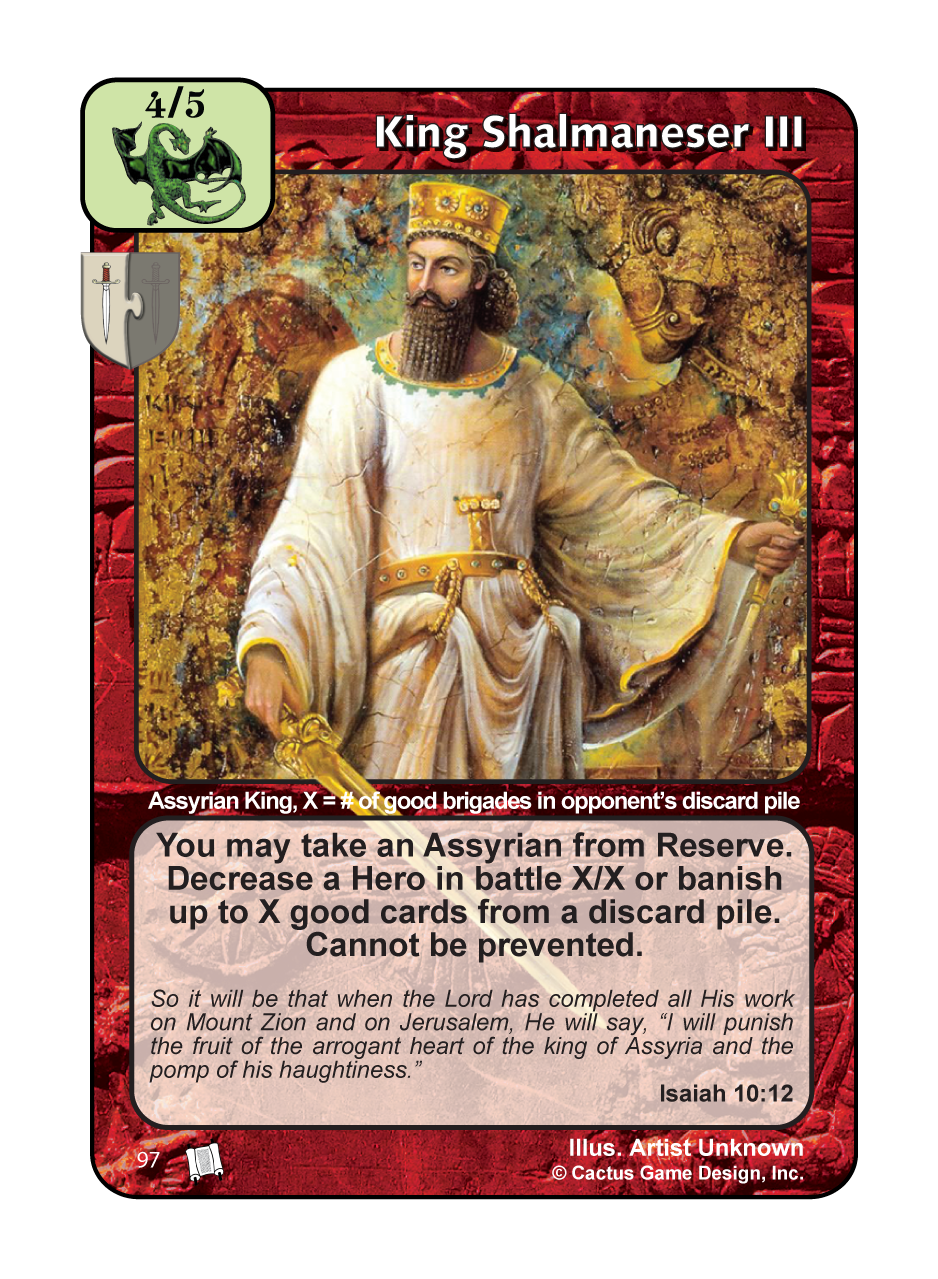 4/5
King Shalmaneser III
Assyrian King, X = # of good brigades in opponent's discard pile
You may take an Assyrian from Reserve.
Decrease a Hero in battle X/X or banish
up to X good cards from a discard pile.
Cannot be prevented.
So it will be that when the Lord has completed all His work
on Mount Zion and on Jerusalem, He will say, “I will punish
the fruit of the arrogant heart of the king of Assyria and the
pomp of his haughtiness.”
Isaiah 10:12
97
Illus. Artist Unknown
© Cactus Game Design, Inc.